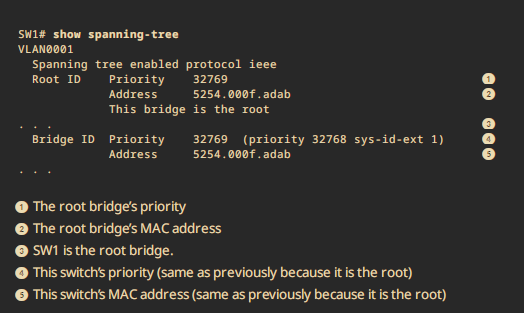 SW1# show spanning-tree
VLAN0001
Spanning tree enabled protocol ieee
Root ID Priority 32769 1
Address 5254.000f.adab 2
This bridge is the root
. . . 3
Bridge ID Priority 32769 (priority 32768 sys-id-ext 1) 4
Address 5254.000f.adab 5
. . .
1 The root bridge’s priority
2 The root bridge’s MAC address
3 SW1 is the root bridge.
4 This switch’s priority (same as previously because it is the root)
5 This switch’s MAC address (same as previously because it is the root)